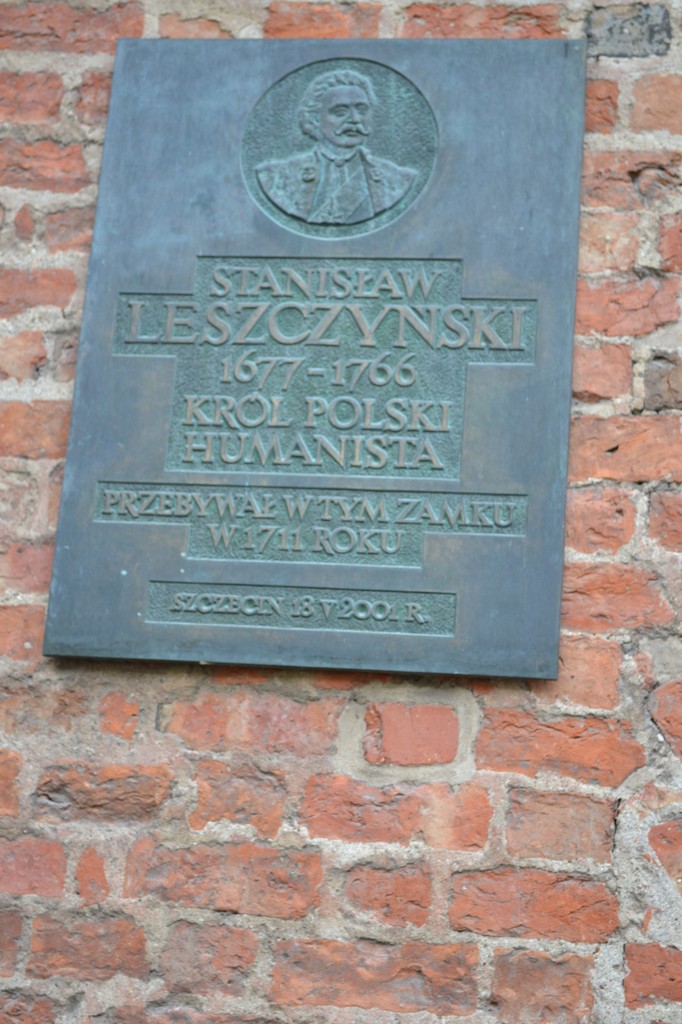 STANISŁAW
LESZCZYNSKI
1677-1766
KRÓL POLSKI
HUMANISTA
PRZEBYWAŁ W TYM ZAMKU
W 1711 ROKU
SZCZECIN 18 V 2001 R.